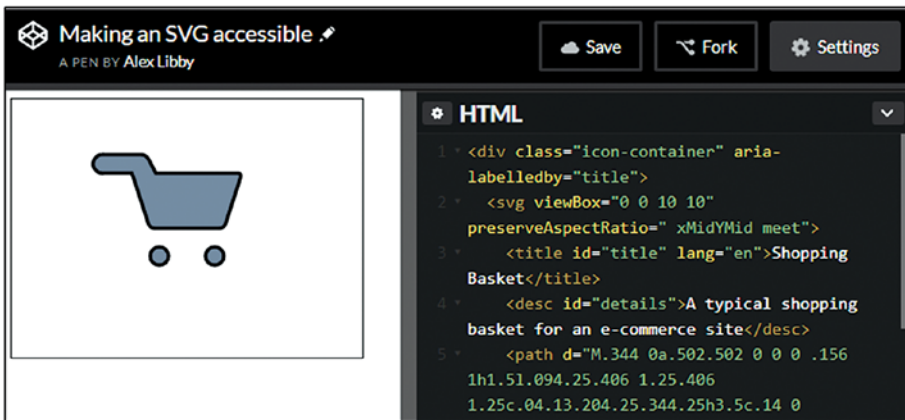 Making an SVG accessible
A PEN BY Alex Libby
Save
Fork
Settings
HTML
1 <div class="icon-container" aria-
labelledby="title">
2 <svg viewBox="0 0 10 10"
preserveAspectRatio=" xMidYMid meet">
3 <title id="title" lang="en">Shopping
Basket</title>
4 <desc id="details">A typical shopping
basket for an e-commerce site</desc>
5 <path d="M.344 0a.502.502 0 0 0 .156
1h1.5l.094.25.406 1.25.406
1.25c.04.13.204.25.344.25h3.5c.14 0